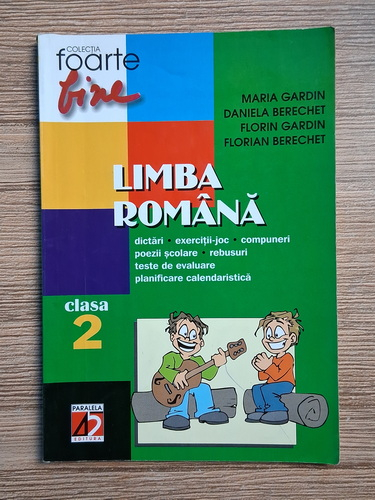 COLECȚIA
foarte
bine
MARIA GARDIN
DANIELA BERECHET
FLORIN GARDIN
FLORIAN BERECHET
LIMBA
ROMÂNĂ
dictări • exerciții-joc • compuneri
poezii școlare • rebusuri
teste de evaluare
planificare calendaristică
clasa
2
PARALELA
45
EDITURA